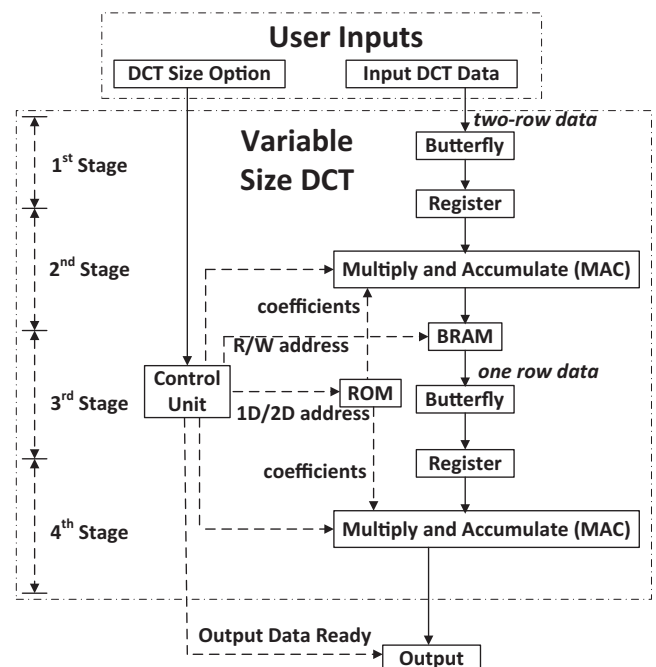 User Inputs
DCT Size Option
Input DCT Data
two-row data
Variable
Size DCT
1st Stage
Butterfly
Register
2nd Stage
Multiply and Accumulate (MAC)
coefficients
R/W address
BRAM
one row data
Control
Unit
3rd Stage
ROM
Butterfly
1D/2D address
Register
coefficients
4th Stage
Multiply and Accumulate (MAC)
Output Data Ready
Output